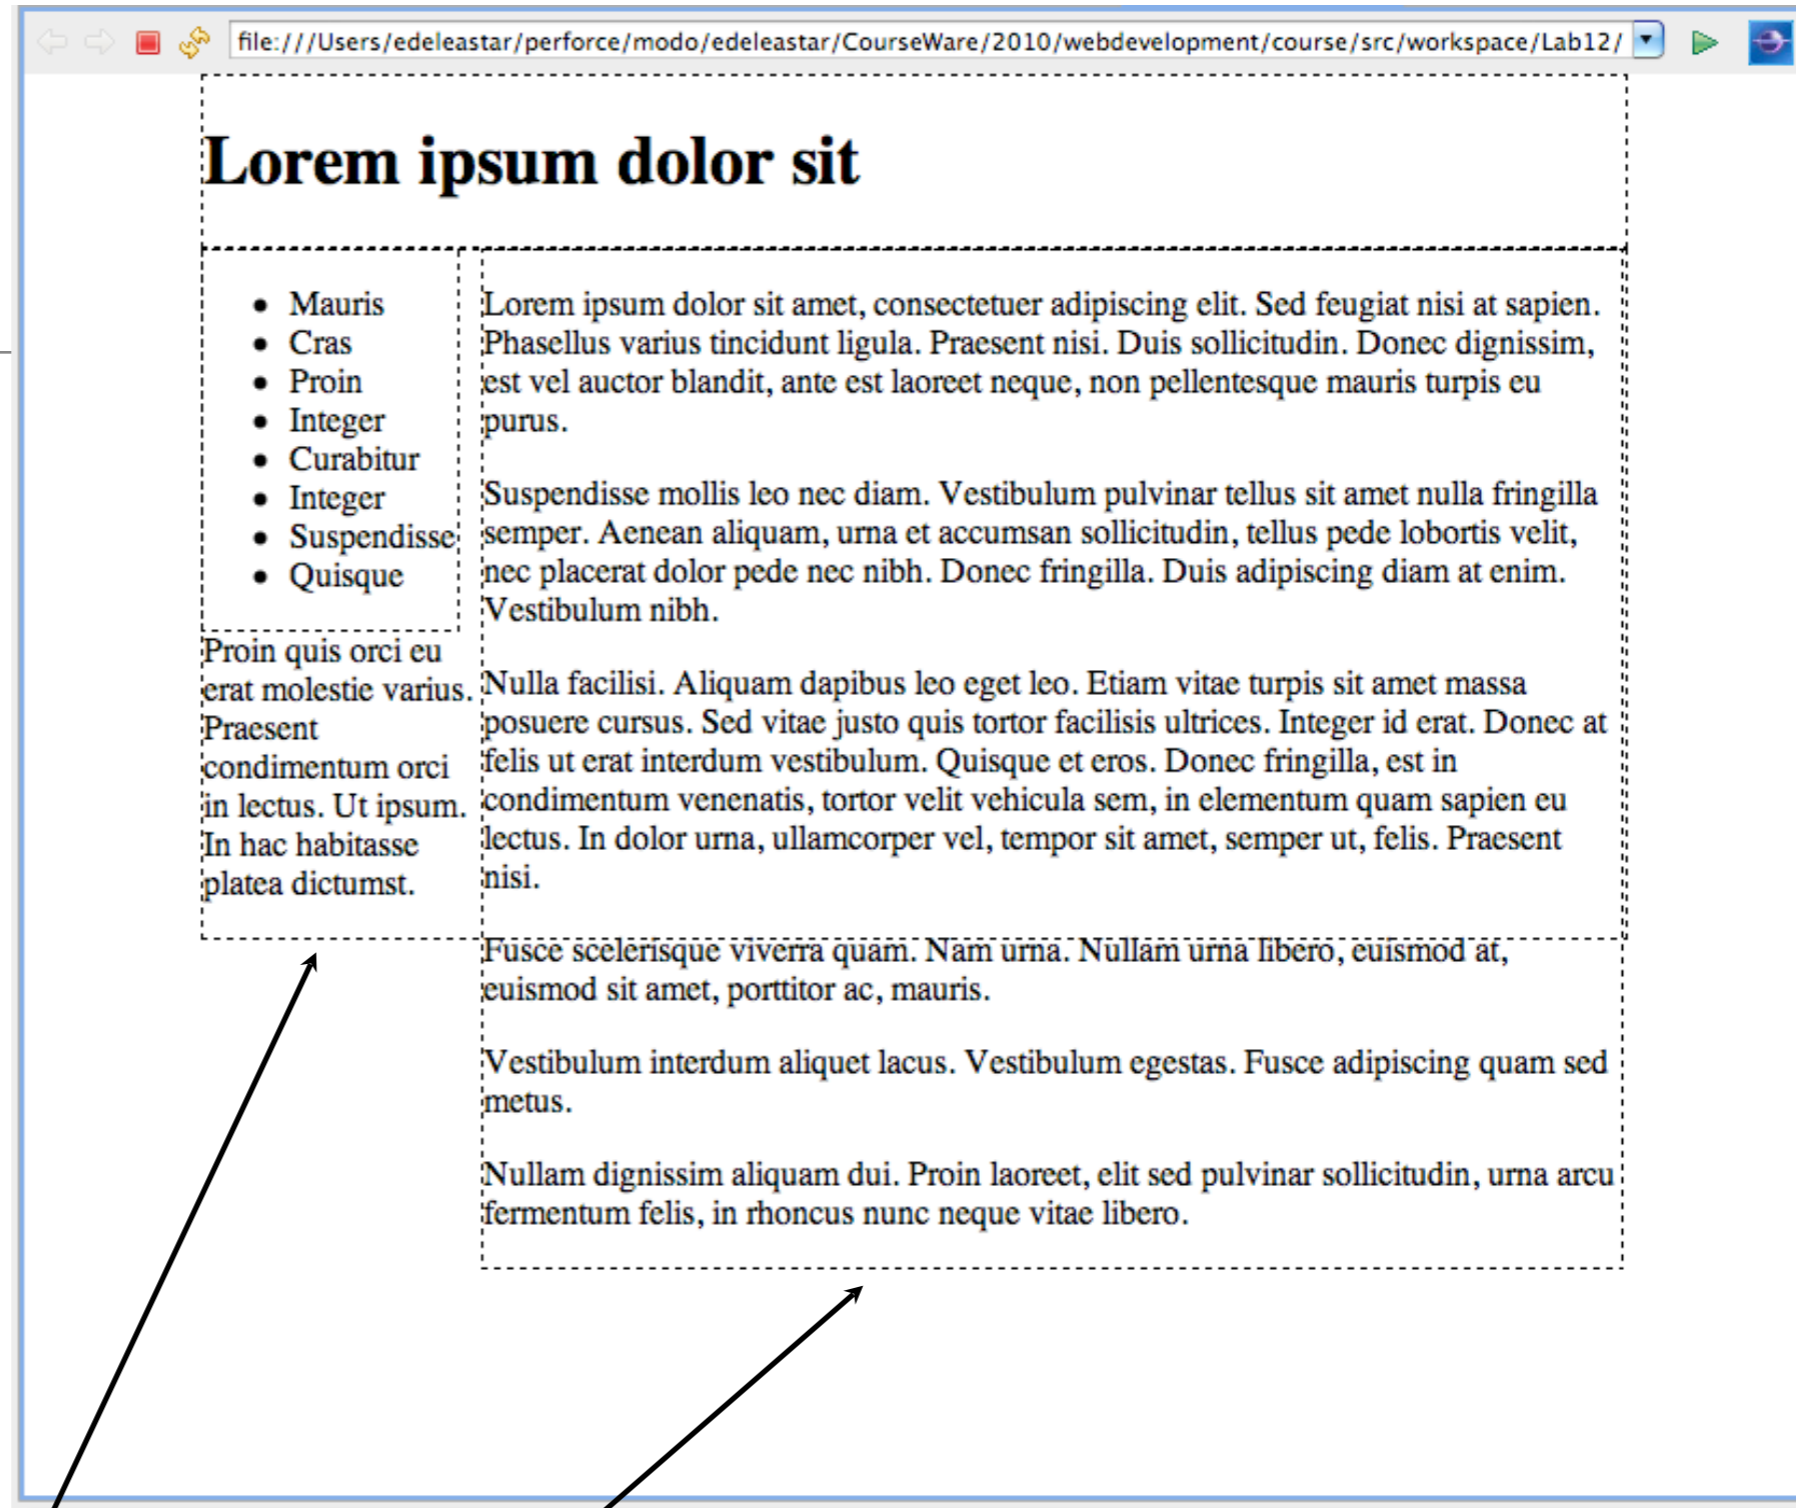 file:///Users/edeleastar/perforce/modo/edeleastar/CourseWare/2010/webdevelopment/course/src/workspace/Lab12/
Lorem ipsum dolor sit
Mauris
Cras
Proin
Integer
Curabitur
Integer
Suspendisse
Quisque
Proin quis orci eu
erat molestie varius.
Praesent
condimentum orci
in lectus. Ut ipsum.
In hac habitasse
platea dictumst.
Lorem ipsum dolor sit amet, consectetuer adipiscing elit. Sed feugiat nisi at sapien.
Phasellus varius tincidunt ligula. Praesent nisi. Duis sollicitudin. Donec dignissim,
est vel auctor blandit, ante est laoreet neque, non pellentesque mauris turpis eu
purus.
Suspendisse mollis leo nec diam. Vestibulum pulvinar tellus sit amet nulla fringilla
semper. Aenean aliquam, urna et accumsan sollicitudin, tellus pede lobortis velit,
nec placerat dolor pede nec nibh. Donec fringilla. Duis adipiscing diam at enim.
Vestibulum nibh.
Nulla facilisi. Aliquam dapibus leo eget leo. Etiam vitae turpis sit amet massa
posuere cursus. Sed vitae justo quis tortor facilisis ultrices. Integer id erat. Donec at
felis ut erat interdum vestibulum. Quisque et eros. Donec fringilla, est in
condimentum venenatis, tortor velit vehicula sem, in elementum quam sapien eu
lectus. In dolor urna, ullamcorper vel, tempor sit amet, semper ut, felis. Praesent
nisi.
Fusce scelerisque viverra quam. Nam urna. Nullam urna libero, euismod at,
euismod sit amet, porttitor ac, mauris.
Vestibulum interdum aliquet lacus. Vestibulum egestas. Fusce adipiscing quam sed
metus.
Nullam dignissim aliquam dui. Proin laoreet, elit sed pulvinar sollicitudin, urna arcu
fermentum felis, in rhoncus nunc neque vitae libero.